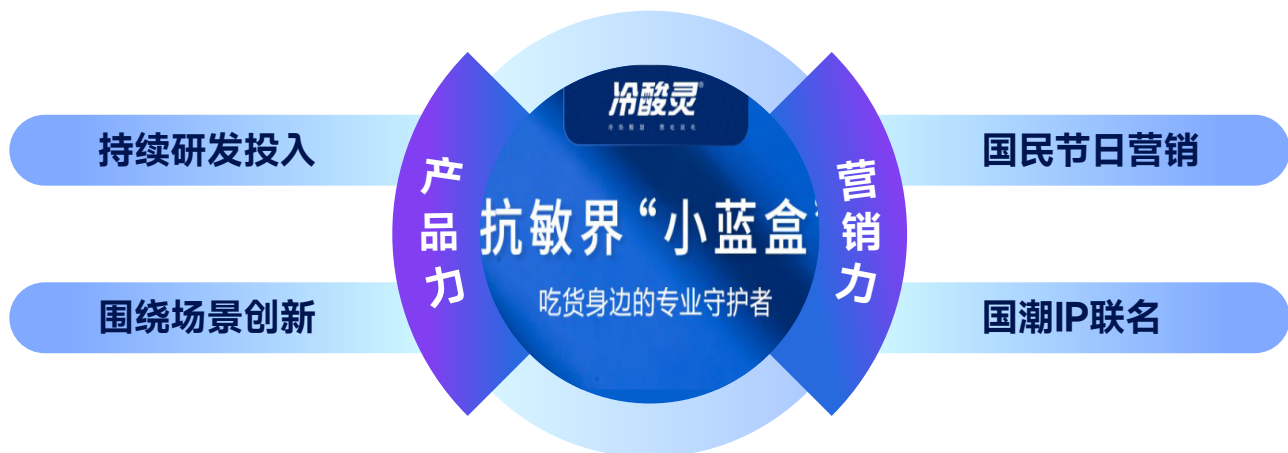 持续研发投入
围绕场景创新
产品力
冷酸灵®
抗敏界“小蓝盒”
吃货身边的专业守护者
营销力
国民节日营销
国潮IP联名